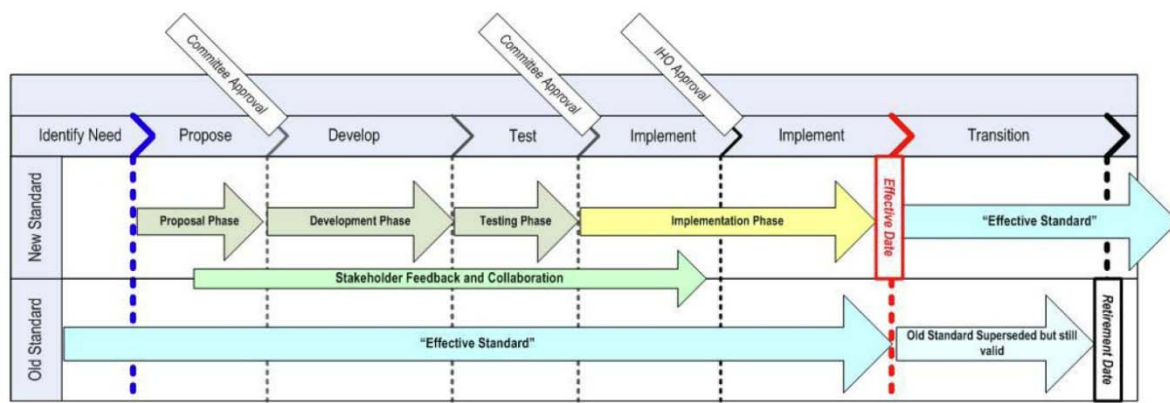 Committee Approval
Committee Approval
IHO Approval
Identify Need
Propose
Develop
Test
Implement
Implement
Transition
New Standard
Proposal Phase
Development Phase
Testing Phase
Implementation Phase
Effective Date
“Effective Standard”
Stakeholder Feedback and Collaboration
Old Standard
“Effective Standard”
Old Standard Superseded but still
valid
Retirement Date